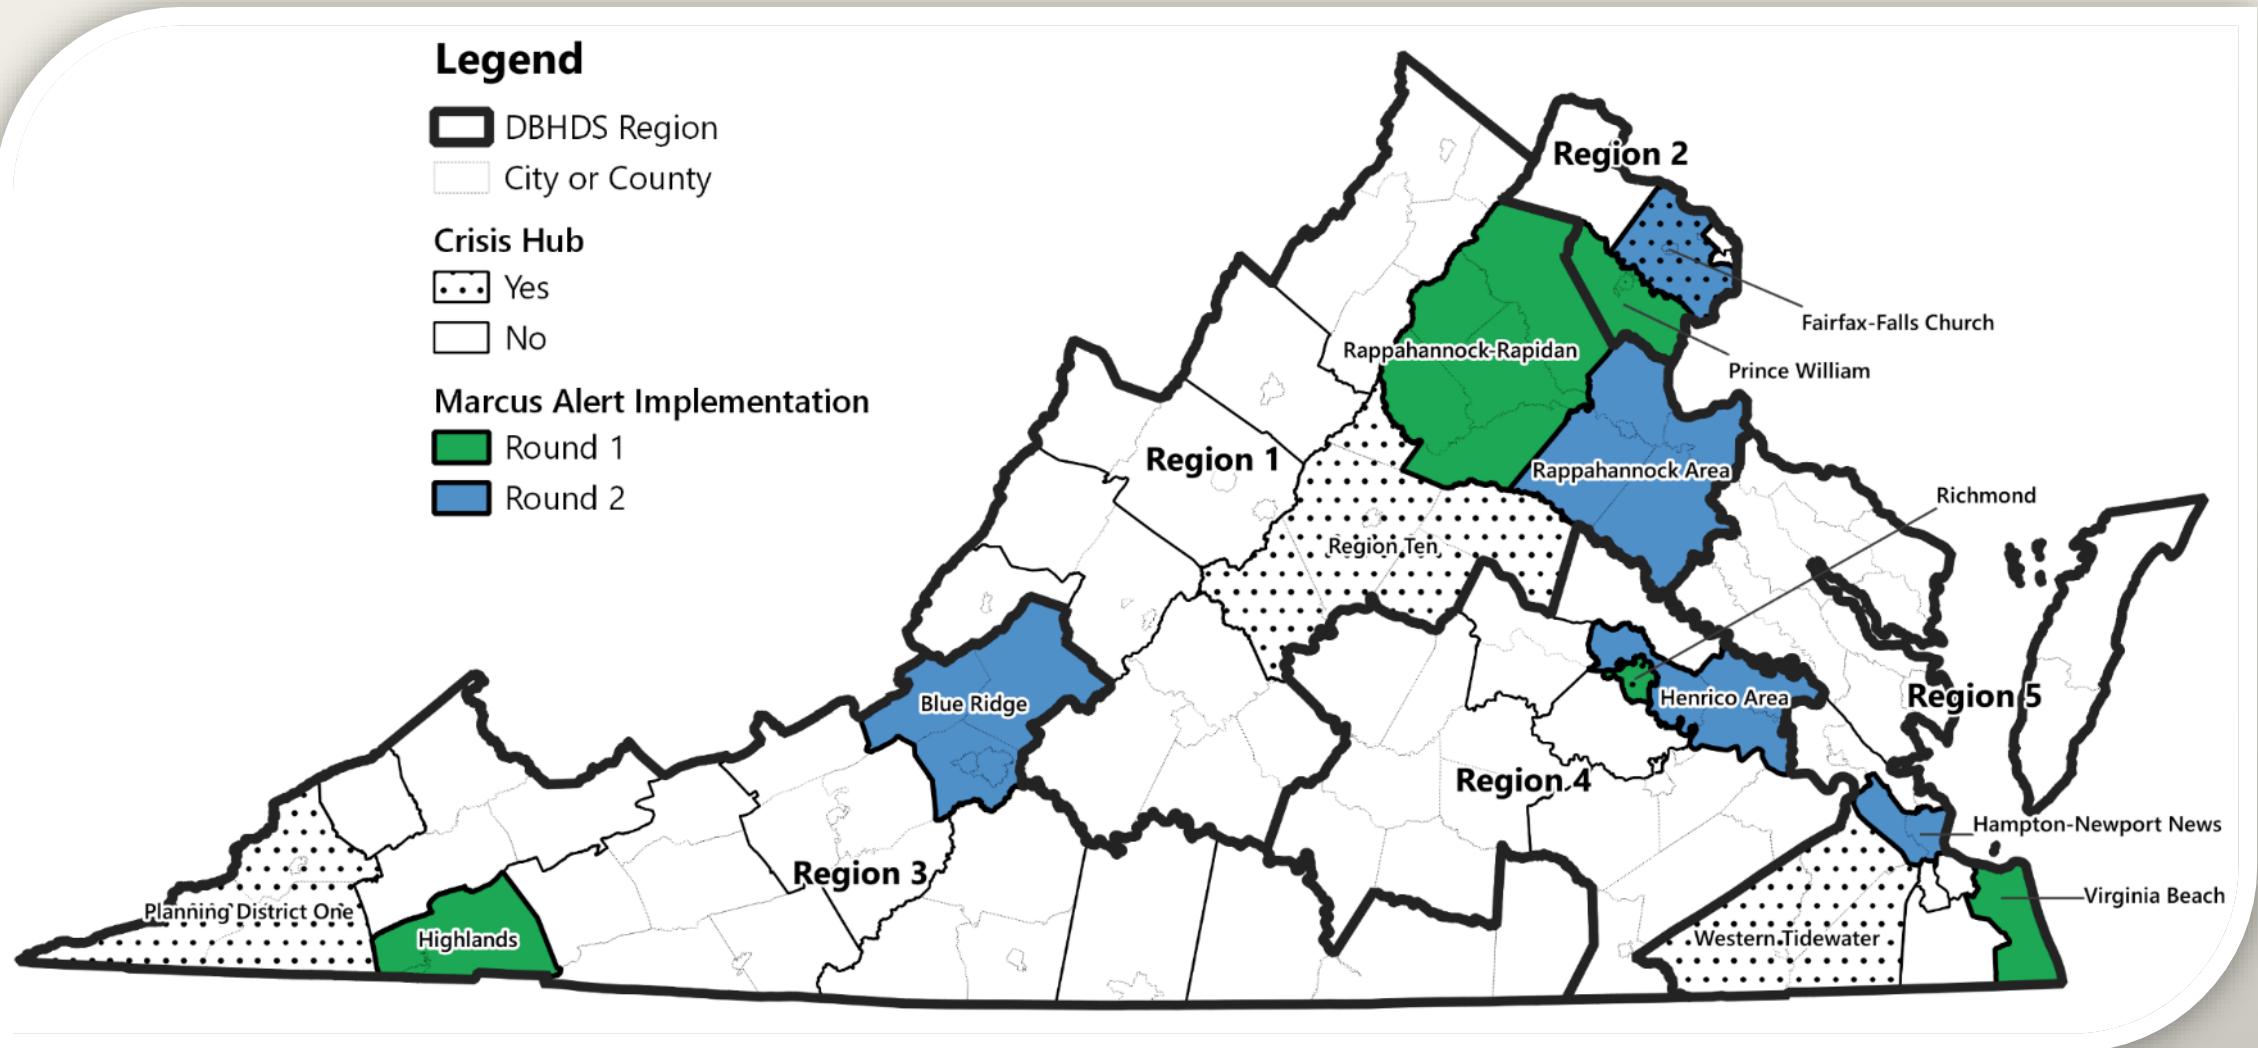 Legend
DBHDS Region
City or County
Crisis Hub
Yes
No
Marcus Alert Implementation
Round 1
Round 2
Region 2
Fairfax-Falls Church
Rappahannock-Rapidan
Prince William
Region 1
Rappahannock Area
Richmond
Region Ten
Blue Ridge
Henrico Area
Region 5
Region 4
Hampton-Newport News
Region 3
Virginia Beach
Planning District One
Highlands
Western Tidewater